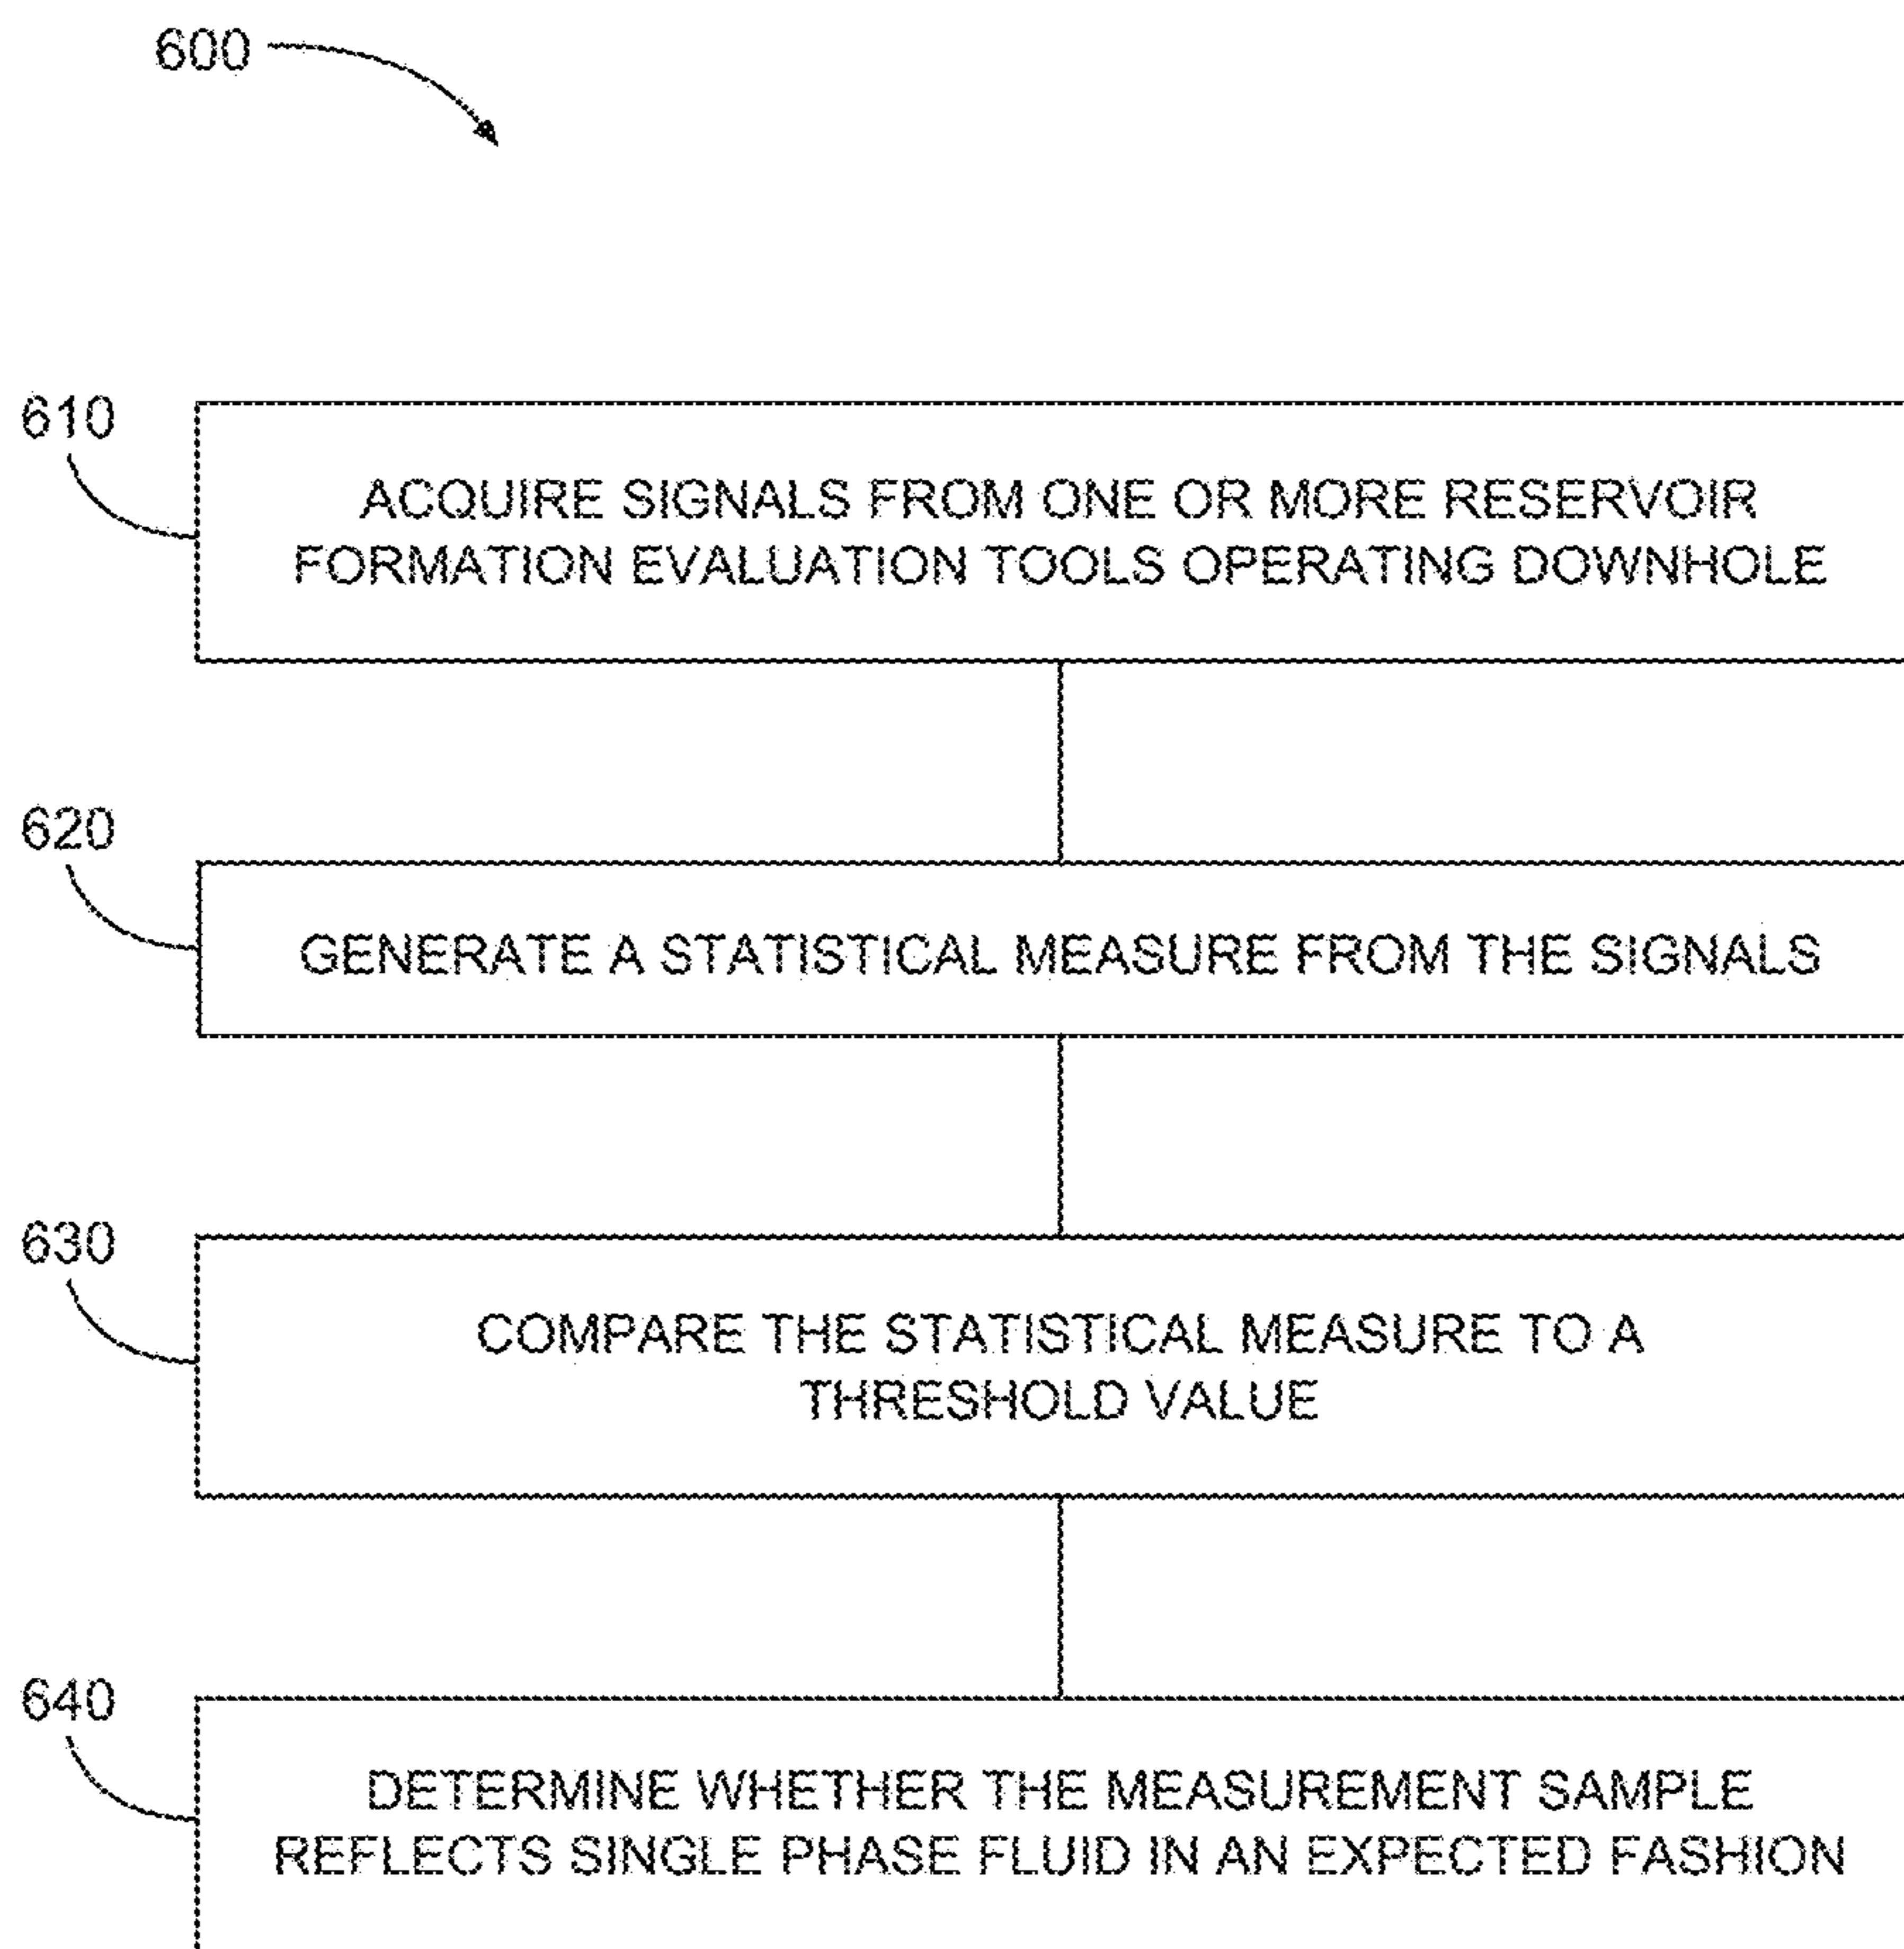 600
610
ACQUIRE SIGNALS FROM ONE OR MORE RESERVOIR
FORMATION EVALUATION TOOLS OPERATING DOWNHOLE
620
GENERATE A STATISTICAL MEASURE FROM THE SIGNALS
630
COMPARE THE STATISTICAL MEASURE TO A
THRESHOLD VALUE
640
DETERMINE WHETHER THE MEASUREMENT SAMPLE
REFLECTS SINGLE PHASE FLUID IN AN EXPECTED FASHION